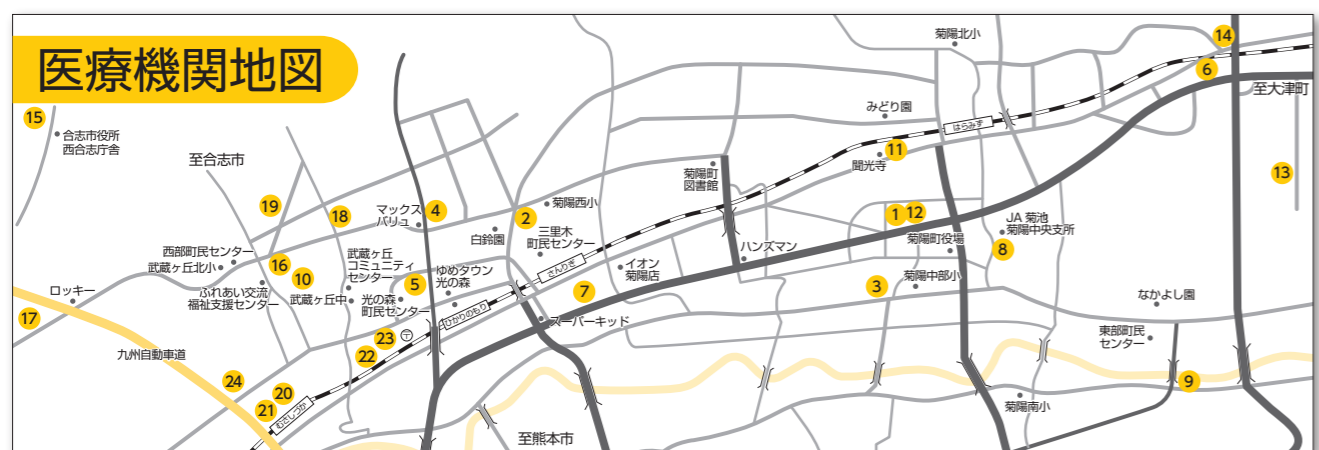 医療機関地図
菊陽北小
14
6
至大津町
15
合志市役所
西合志庁舎
みどり園
はらみず
至合志市
11
聞光寺
菊陽町
図書館
13
19
18
マックス
バリュ
4
2
菊陽西小
1
12
JA 菊池
菊陽中央支所
白鈴園
三里木
町民センター
菊陽町役場
8
西部町民センター
武蔵ヶ丘北小
16
10
武蔵ヶ丘
コミュニティ
センター
ハンズマン
さんりぎ
イオン
菊陽店
ゆめタウン
光の森
5
菊陽中部小
3
ロッキー
ふれあい交流
福祉支援センター
武蔵ヶ丘中
光の森
町民センター
7
なかよし園
17
ひかりのもり
スーパーキッド
東部町民
センター
23
〒
22
九州自動車道
24
20
21
むさしづか
9
菊陽南小
至熊本市